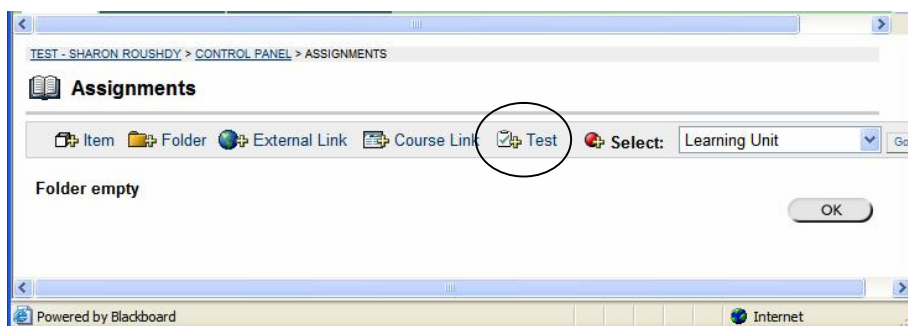 TEST - SHARON ROUSHDY > CONTROL PANEL > ASSIGNMENTS
Assignments
Item Folder External Link Course Link Test Select: Learning Unit Go
Folder empty
OK
Powered by Blackboard Internet